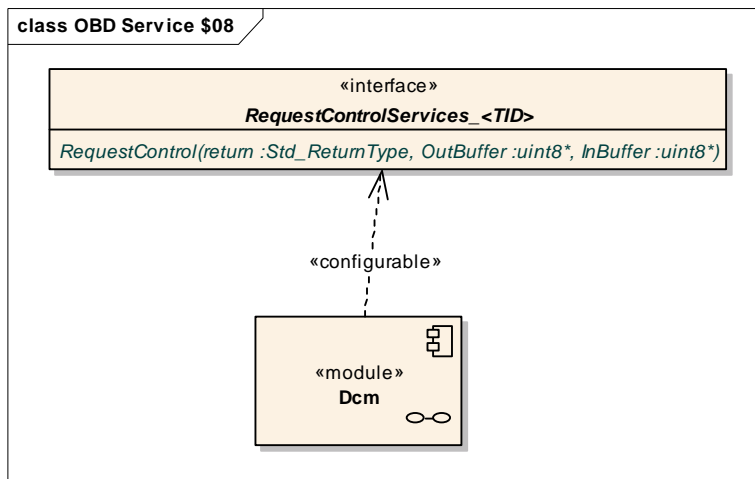 class OBD Service $08
«interface»
RequestControlServices_<TID>
RequestControl(return :Std_ReturnType, OutBuffer :uint8*, InBuffer :uint8*)
«configurable»
«module»
Dcm